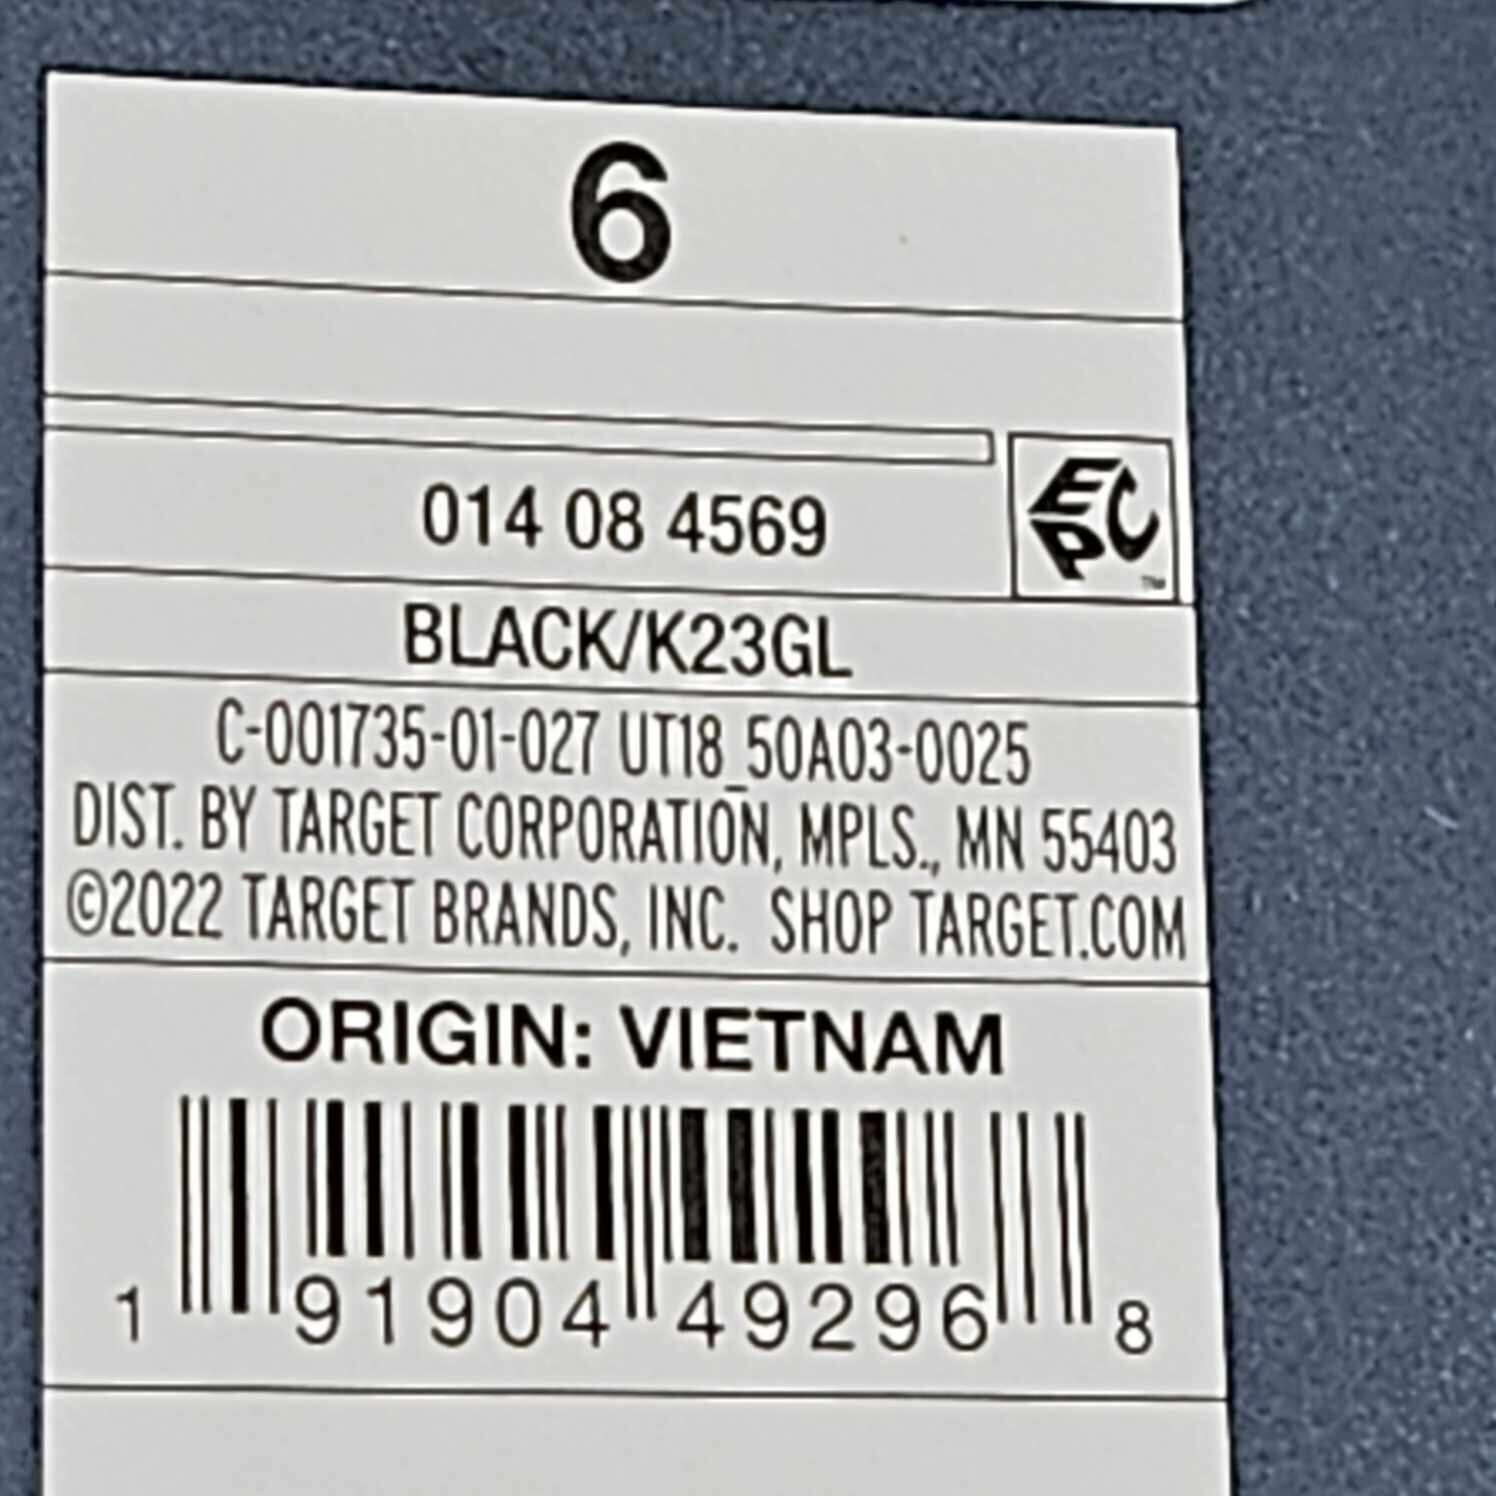 6
014 08 4569
EPC
™
BLACK/K23GL
C-001735-01-027 UT18_50A03-0025
DIST. BY TARGET CORPORATION, MPLS., MN 55403
©2022 TARGET BRANDS, INC. SHOP TARGET.COM
ORIGIN: VIETNAM
1 91904 49296 8